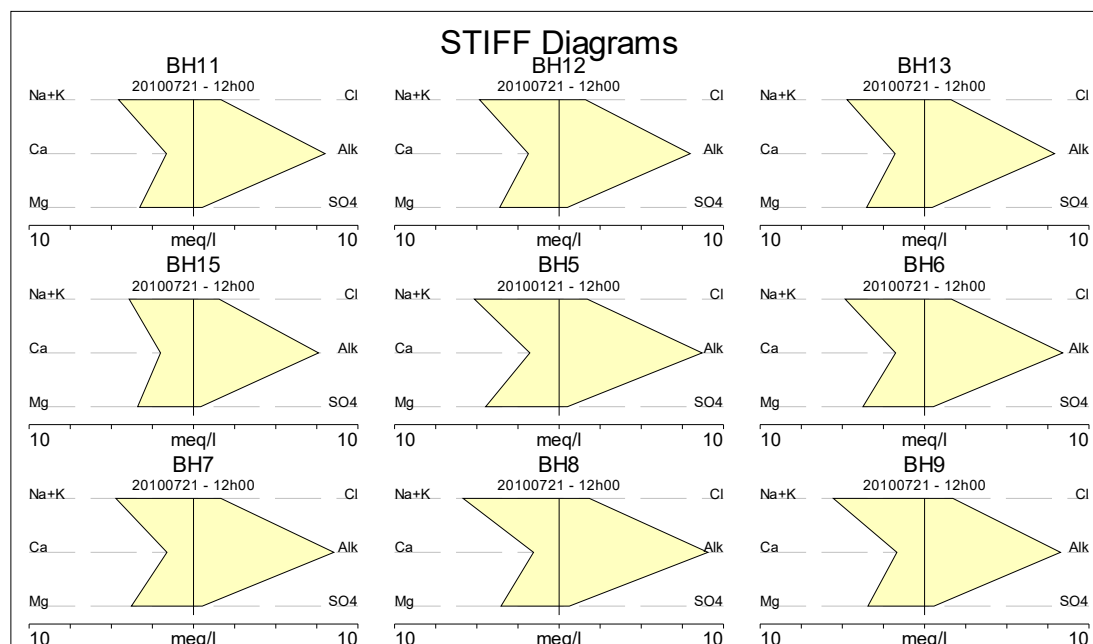 STIFF Diagrams
BH11 BH12 BH13
20100721 - 12h00 20100721 - 12h00 20100721 - 12h00
Na+K Cl Na+K Cl Na+K Cl
Ca Alk Ca Alk Ca Alk
Mg SO4 Mg SO4 Mg SO4
10 meq/l 10 10 meq/l 10 10 meq/l 10
BH15 BH5 BH6
20100721 - 12h00 20100121 - 12h00 20100721 - 12h00
Na+K Cl Na+K Cl Na+K Cl
Ca Alk Ca Alk Ca Alk
Mg SO4 Mg SO4 Mg SO4
10 meq/l 10 10 meq/l 10 10 meq/l 10
BH7 BH8 BH9
20100721 - 12h00 20100721 - 12h00 20100721 - 12h00
Na+K Cl Na+K Cl Na+K Cl
Ca Alk Ca Alk Ca Alk
Mg SO4 Mg SO4 Mg SO4
10 meq/l 10 10 meq/l 10 10 meq/l 10